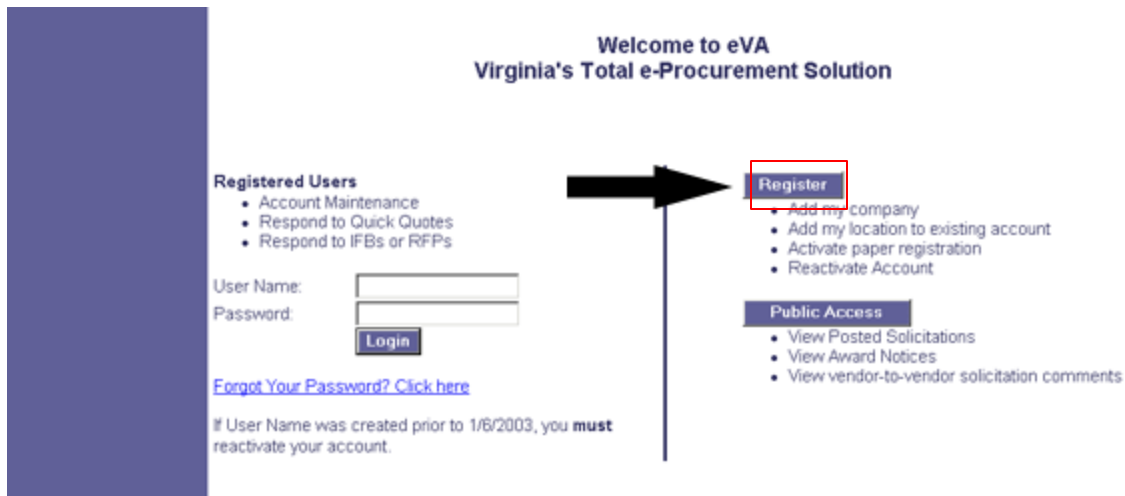 Welcome to eVA
Virginia's Total e-Procurement Solution
Registered Users
• Account Maintenance
• Respond to Quick Quotes
• Respond to IFBs or RFPs
User Name:
Password:
Login
Forgot Your Password? Click here
If User Name was created prior to 1/6/2003, you must
reactivate your account.
Register
• Add my company
• Add my location to existing account
• Activate paper registration
• Reactivate Account
Public Access
• View Posted Solicitations
• View Award Notices
• View vendor-to-vendor solicitation comments